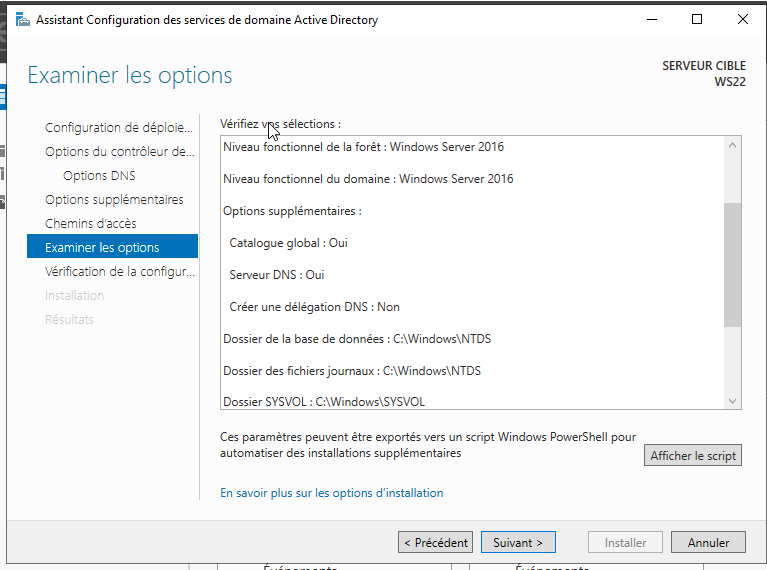 Assistant Configuration des services de domaine Active Directory
Examiner les options
SERVEUR CIBLE
WS22
Configuration de déploie...
Options du contrôleur de...
Options DNS
Options supplémentaires
Chemins d'accès
Examiner les options
Vérification de la configur...
Installation
Résultats
Vérifiez vos sélections :
Niveau fonctionnel de la forêt : Windows Server 2016
Niveau fonctionnel du domaine : Windows Server 2016
Options supplémentaires :
Catalogue global : Oui
Serveur DNS : Oui
Créer une délégation DNS : Non
Dossier de la base de données : C:\Windows\NTDS
Dossier des fichiers journaux : C:\Windows\NTDS
Dossier SYSVOL : C:\Windows\SYSVOL
Ces paramètres peuvent être exportés vers un script Windows PowerShell pour
automatiser des installations supplémentaires
Afficher le script
En savoir plus sur les options d'installation
< Précédent
Suivant >
Installer
Annuler
Événements
Événements